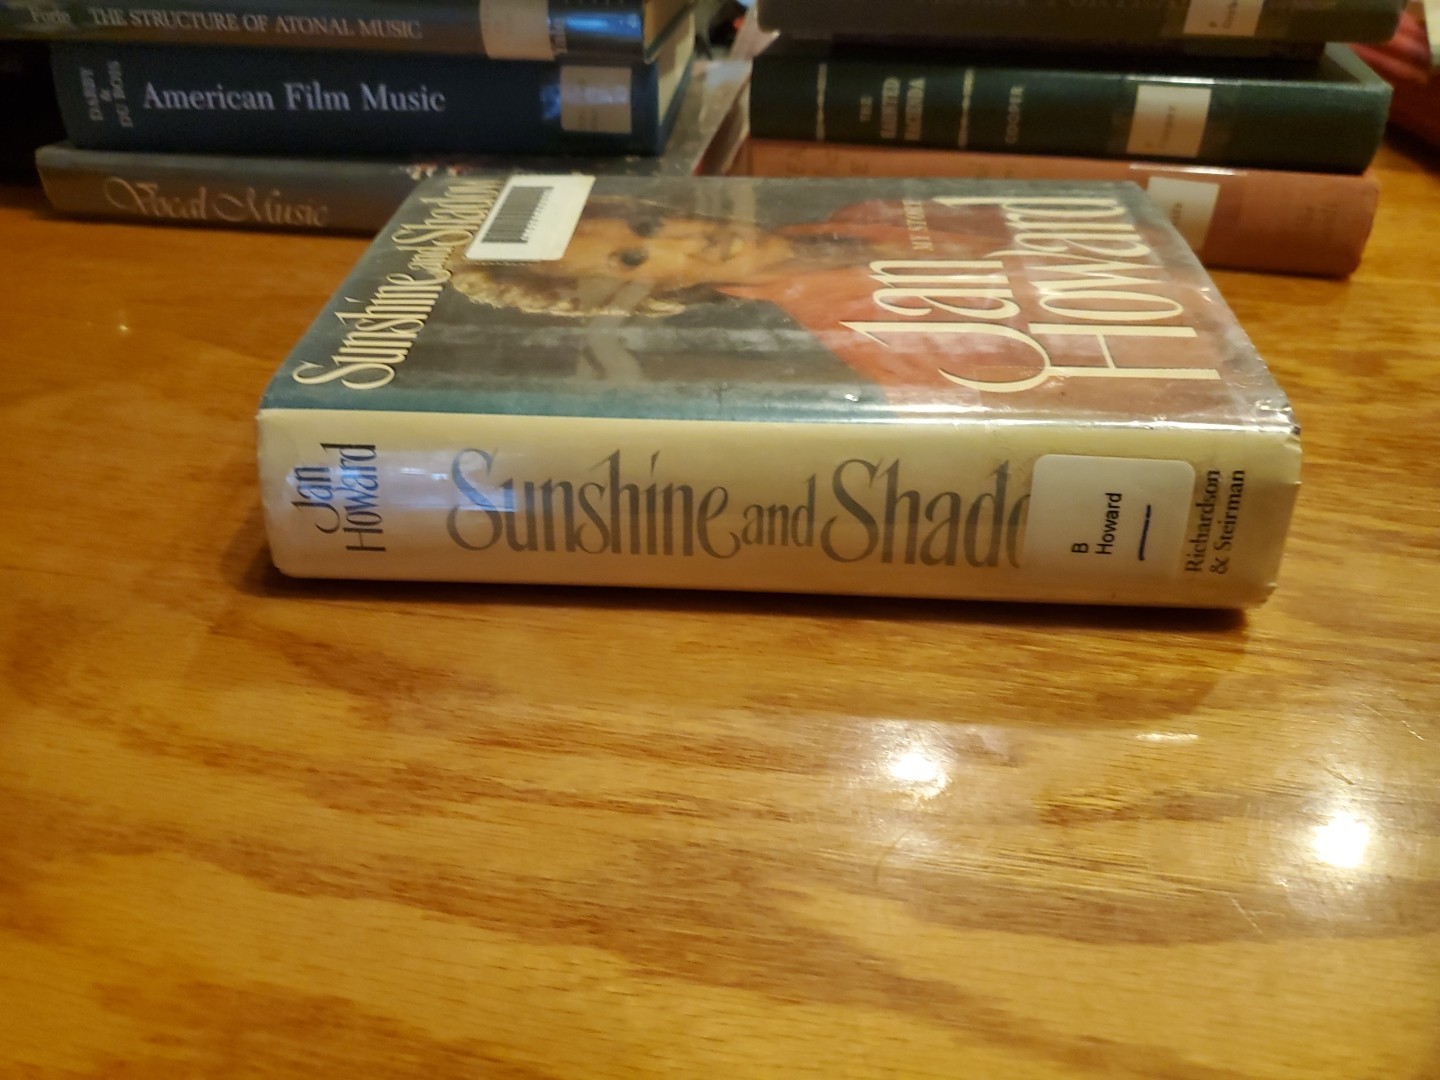 Forte THE STRUCTURE OF ATONAL MUSIC
DARBY
&
DU BOIS
American Film Music
Vocal Music
COOPER
Sunshine and Shadow
MY STORY
Jan
Howard
Jan
Howard
Sunshine and Shado
B
Howard
Richardson
& Steirman